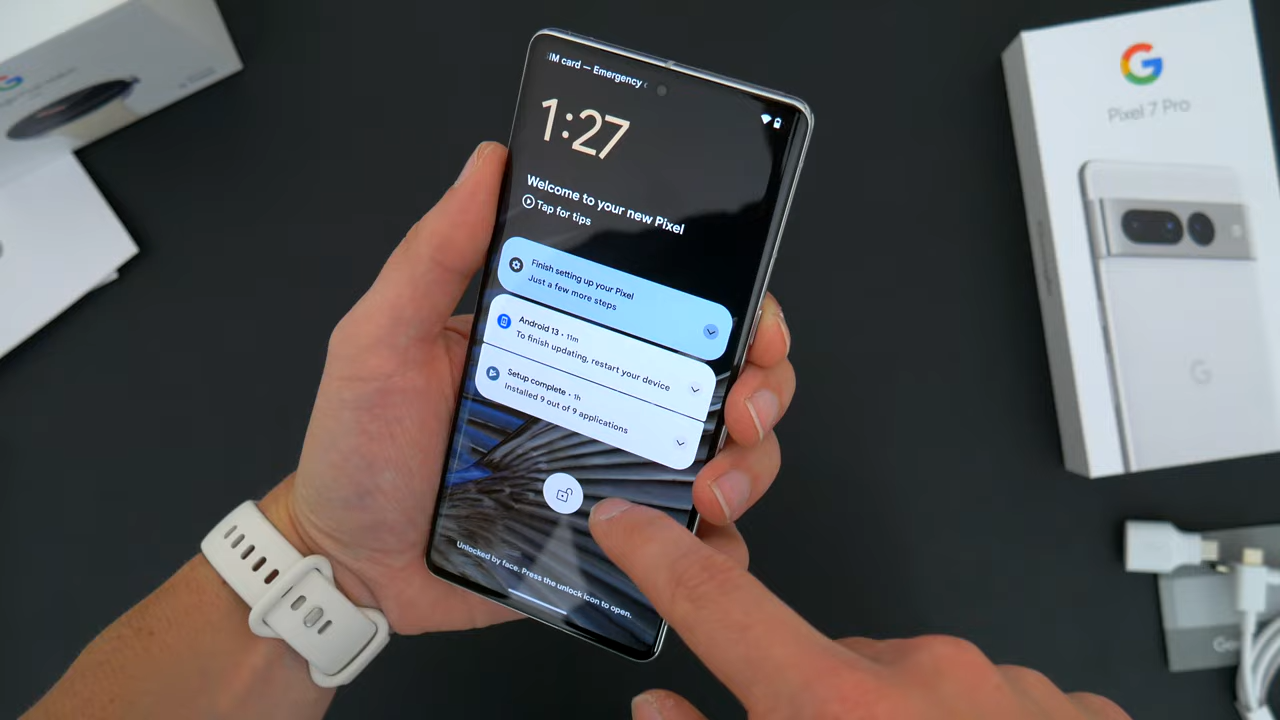 IM card — Emergency
1:27
Welcome to your new Pixel
Tap for tips
Finish setting up your Pixel
Just a few more steps
Android 13 • 11m
To finish updating, restart your device
Setup complete • 1h
Installed 9 out of 9 applications
Unlocked by face. Press the unlock icon to open.
G
Pixel 7 Pro
G